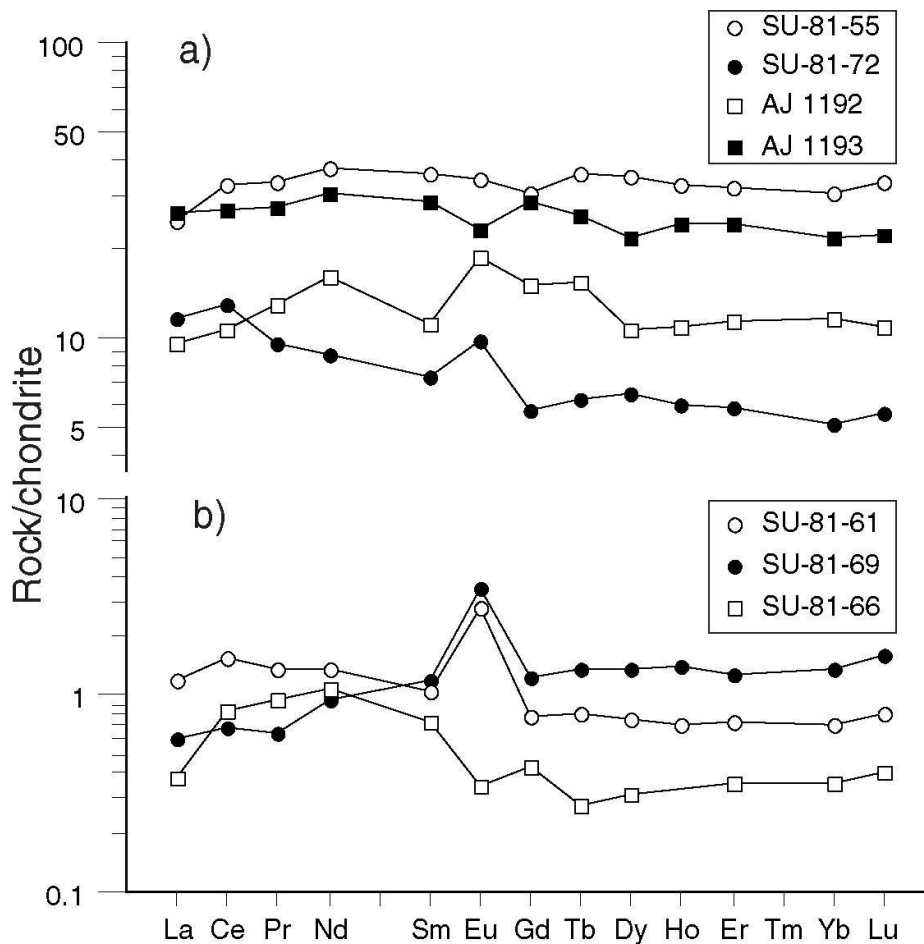 a)
SU-81-55
SU-81-72
AJ 1192
AJ 1193
100
50
10
5
Rock/chondrite
b)
SU-81-61
SU-81-69
SU-81-66
10
1
0.1
La Ce Pr Nd Sm Eu Gd Tb Dy Ho Er Tm Yb Lu